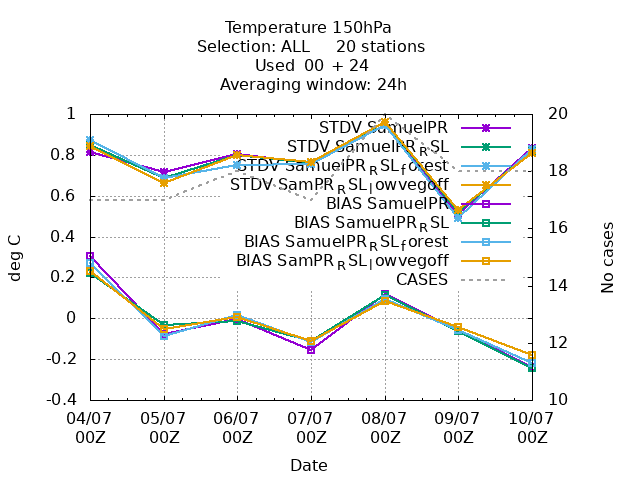 Temperature 150hPa
Selection: ALL     20 stations
Used  00 + 24
Averaging window: 24h
STDV SamuelPR
STDV SamuelPR_RSL
STDV SamuelPR_RSL_forest
STDV SamPR_RSL_lowvegoff
BIAS SamuelPR
BIAS SamuelPR_RSL
BIAS SamuelPR_RSL_forest
BIAS SamPR_RSL_lowvegoff
CASES
1
0.8
0.6
0.4
0.2
0
-0.2
-0.4
deg C
20
18
16
14
12
10
No cases
04/07 05/07 06/07 07/07 08/07 09/07 10/07
00Z 00Z 00Z 00Z 00Z 00Z 00Z
Date